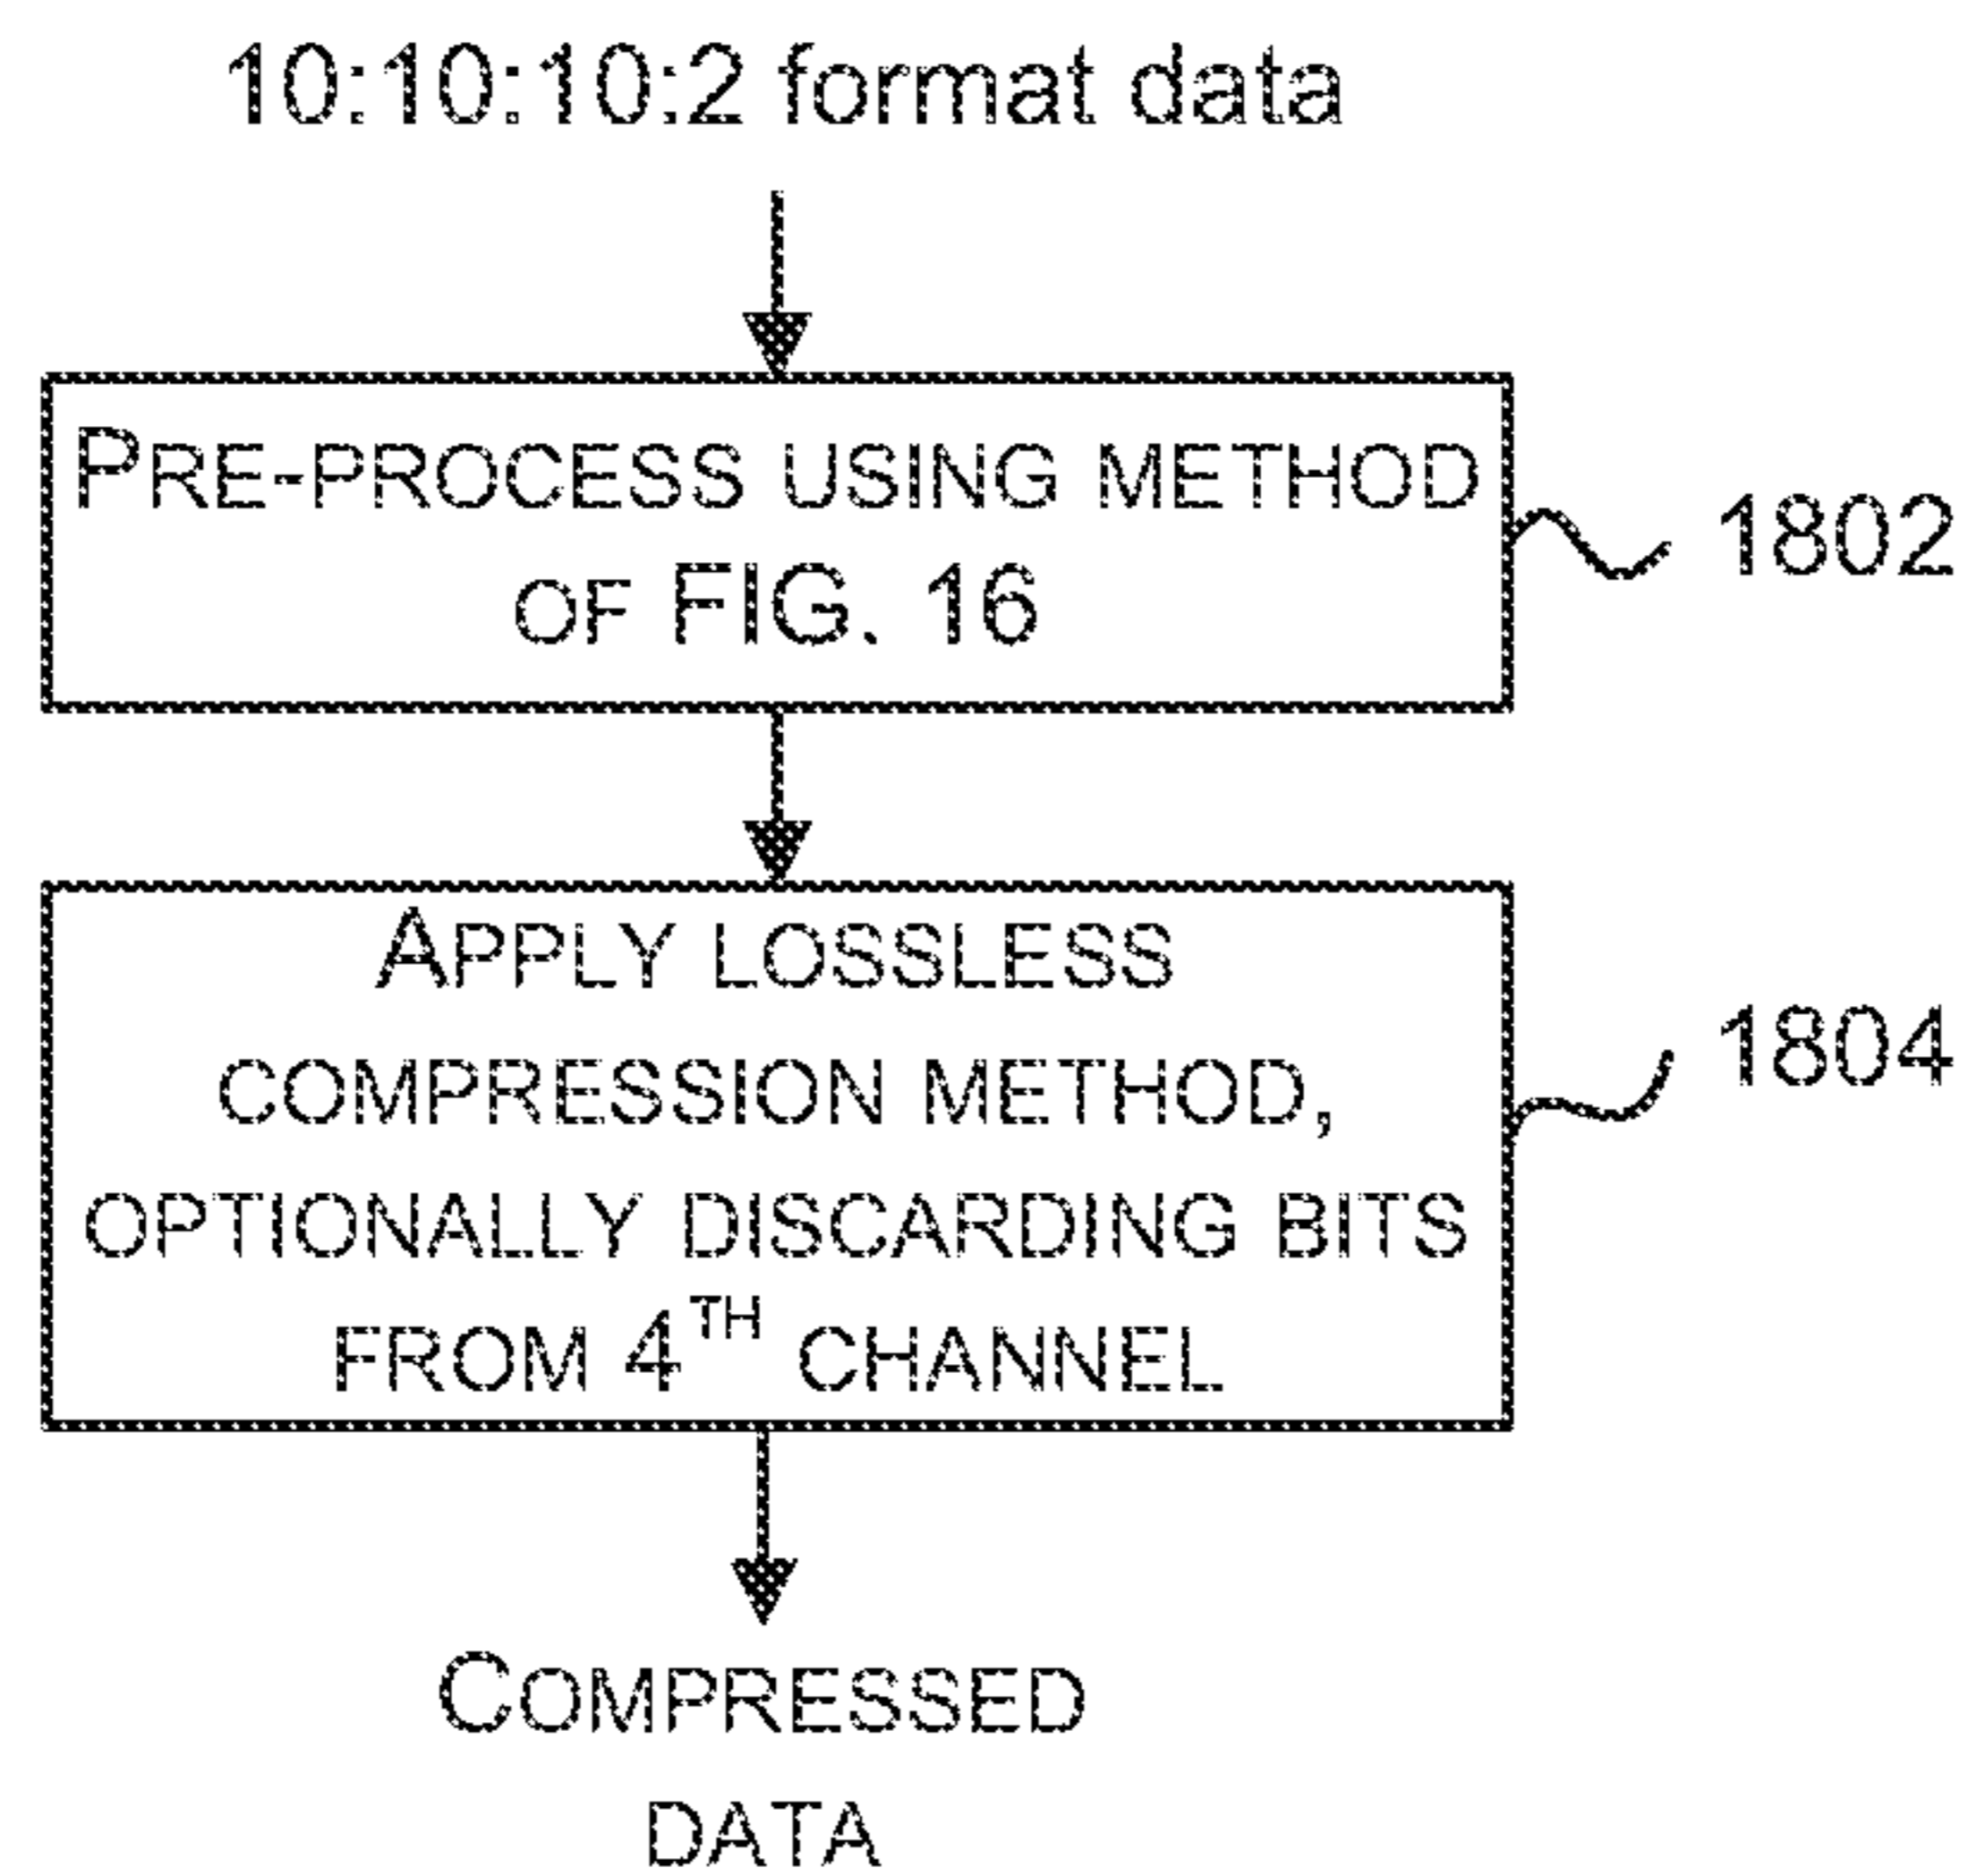 10:10:10:2 format data
PRE-PROCESS USING METHOD
OF FIG. 16
1802
APPLY LOSSLESS
COMPRESSION METHOD,
OPTIONALLY DISCARDING BITS
FROM 4TH CHANNEL
1804
COMPRESSED
DATA